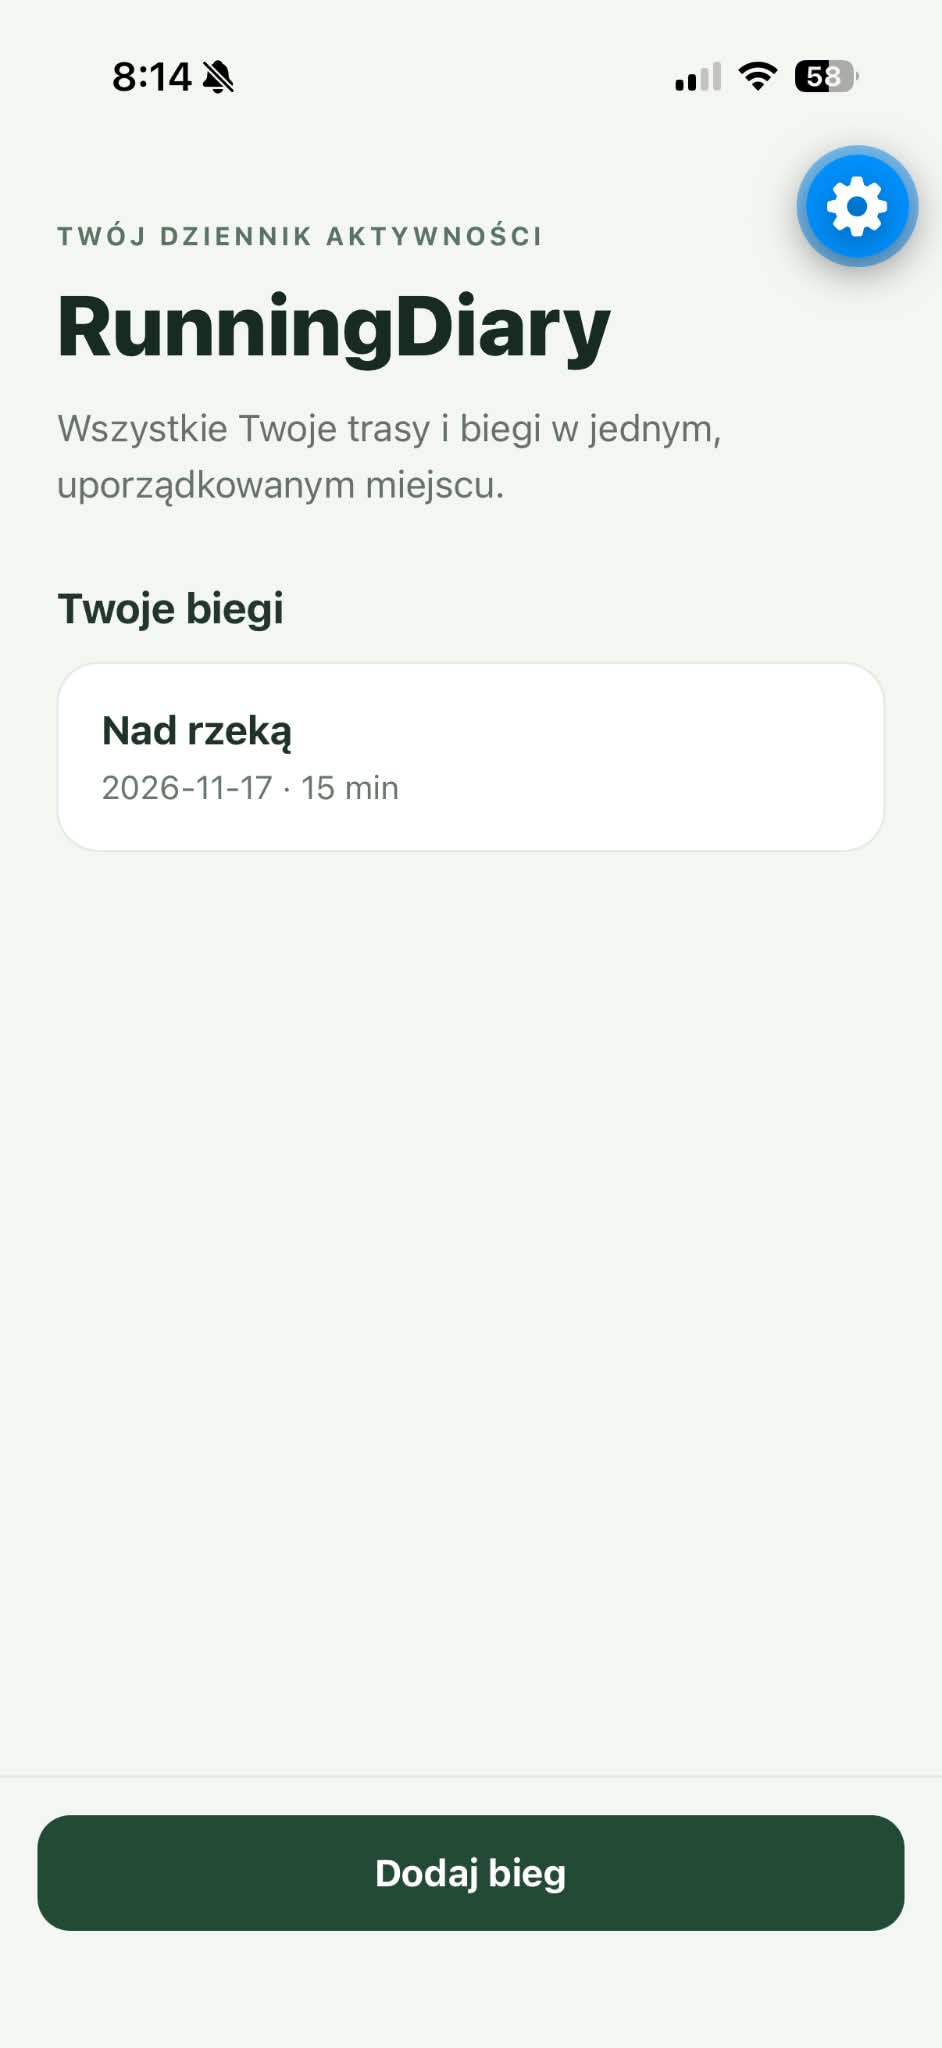 8:14
58
TWÓJ DZIENNIK AKTYWNOŚCI
RunningDiary
Wszystkie Twoje trasy i biegi w jednym,
uporządkowanym miejscu.
Twoje biegi
Nad rzeką
2026-11-17 · 15 min
Dodaj bieg